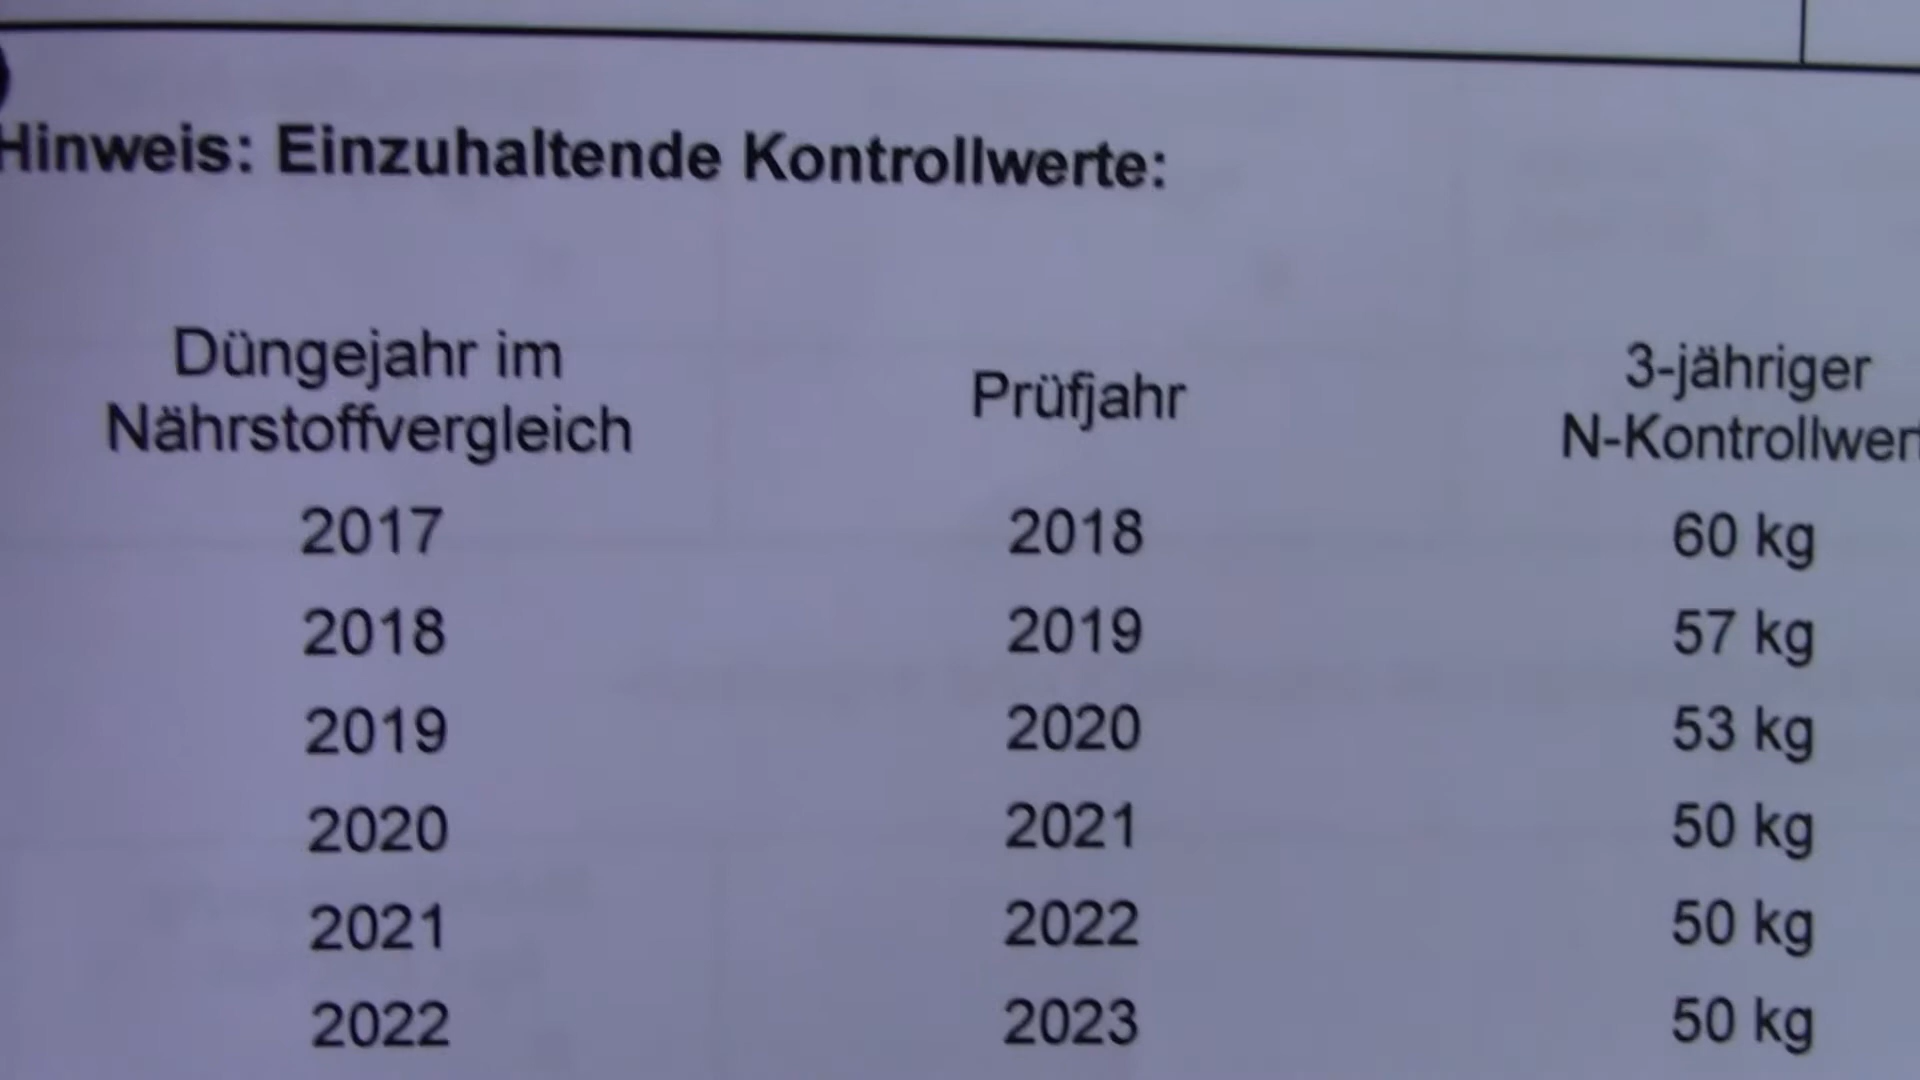 Hinweis: Einzuhaltende Kontrollwerte:
Düngejahr im Nährstoffvergleich Prüfjahr 3-jähriger N-Kontrollwer
2017 2018 60 kg
2018 2019 57 kg
2019 2020 53 kg
2020 2021 50 kg
2021 2022 50 kg
2022 2023 50 kg